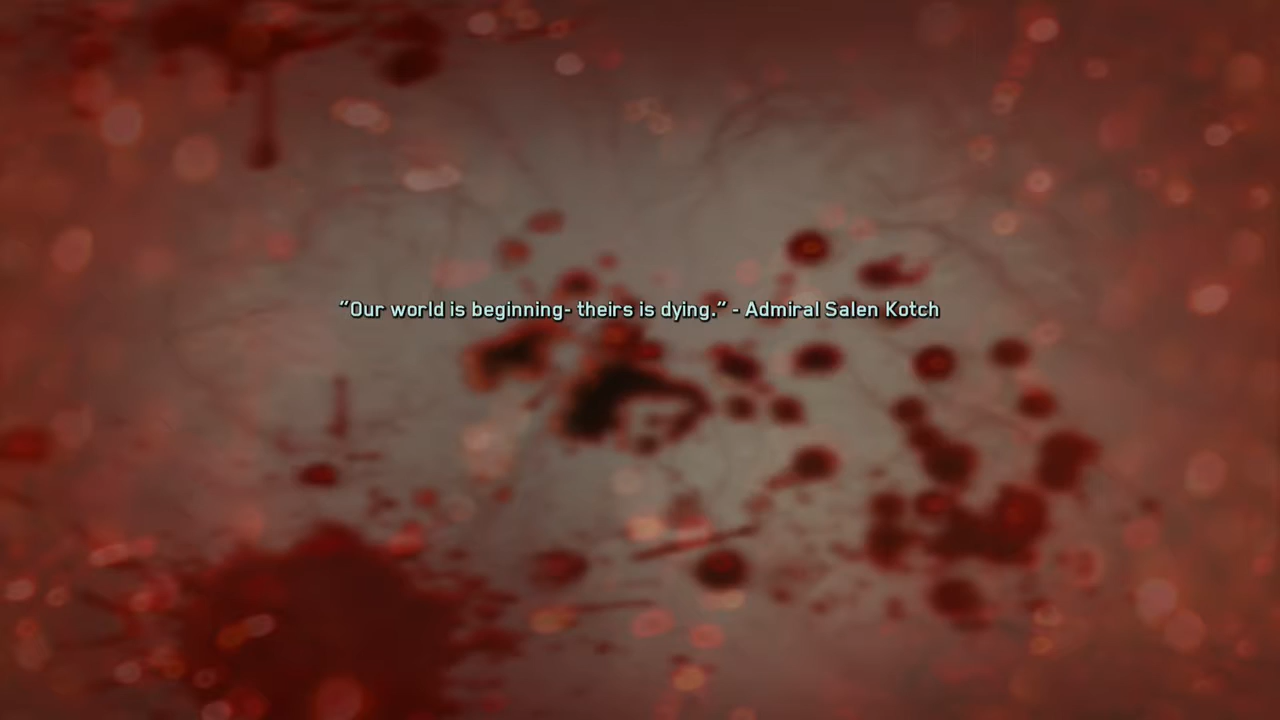 “Our world is beginning- theirs is dying.“ - Admiral Salen Kotch